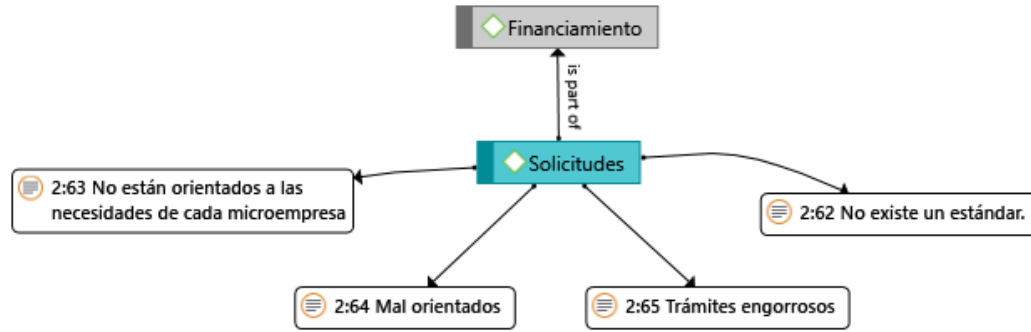 Financiamiento
is part of
Solicitudes
2:63 No están orientados a las
necesidades de cada microempresa
2:62 No existe un estándar.
2:64 Mal orientados
2:65 Trámites engorrosos